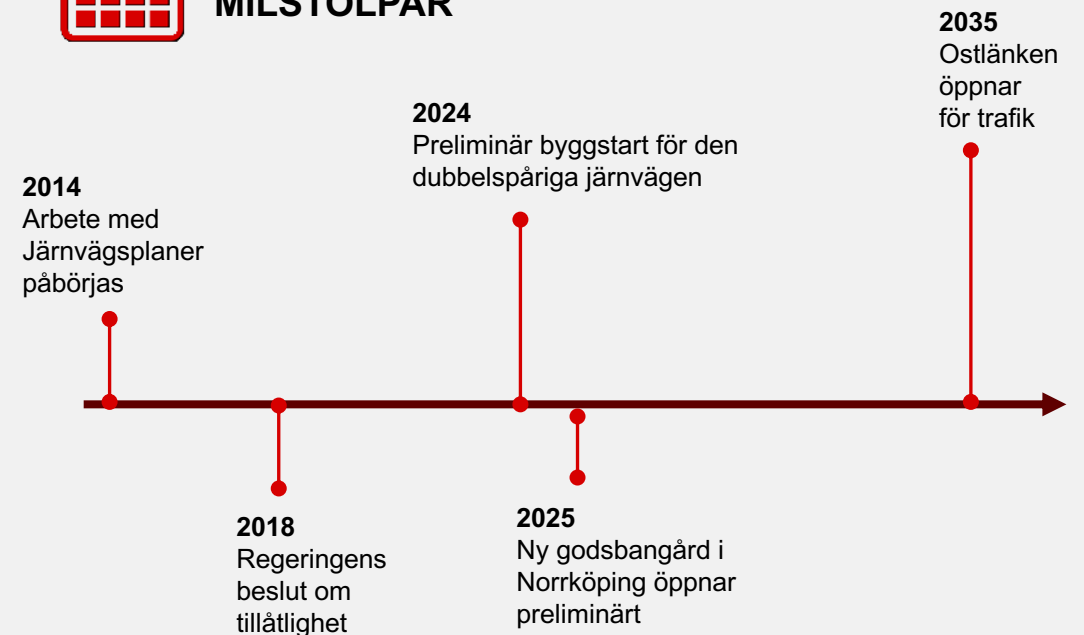 MILSTOLPAR
2014
Arbete med
Järnvägsplaner
påbörjas
2018
Regeringens
beslut om
tillåtlighet
2024
Preliminär byggstart för den
dubbelspåriga järnvägen
2025
Ny godsbangård i
Norrköping öppnar
preliminärt
2035
Ostlänken
öppnar
för trafik